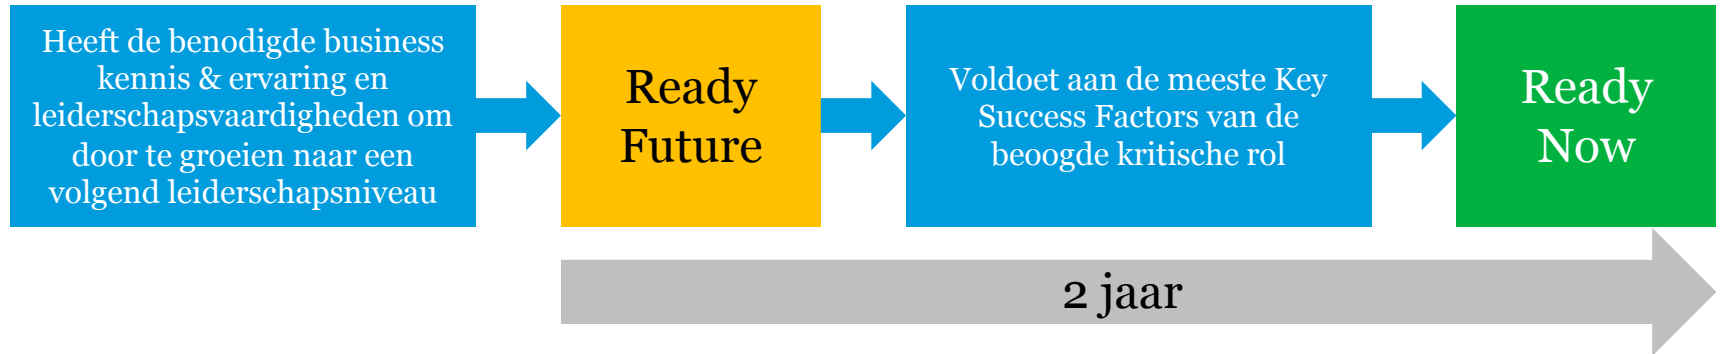 Heeft de benodigde business
kennis & ervaring en
leiderschapsvaardigheden om
door te groeien naar een
volgend leiderschapsniveau
Ready
Future
Voldoet aan de meeste Key
Success Factors van de
beoogde kritische rol
Ready
Now
2 jaar